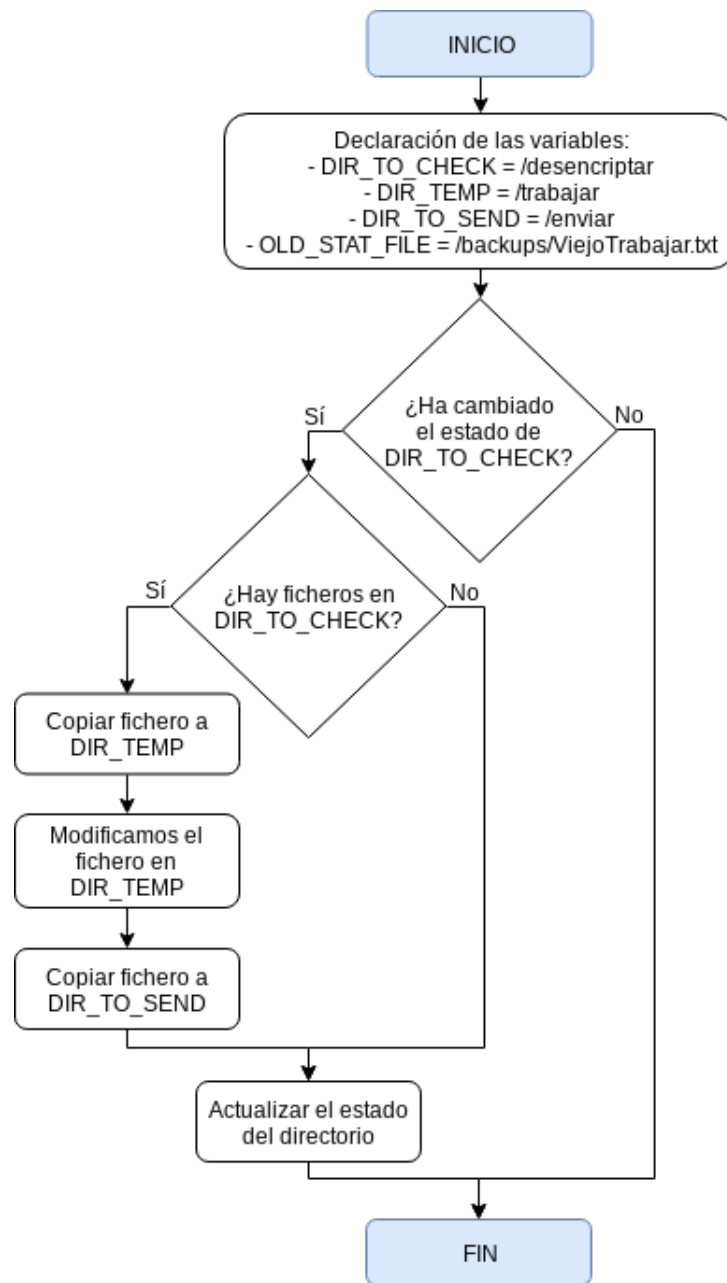 INICIO
Declaración de las variables:
- DIR_TO_CHECK = /desencriptar
- DIR_TEMP = /trabajar
- DIR_TO_SEND = /enviar
- OLD_STAT_FILE = /backups/ViejoTrabajar.txt
¿Ha cambiado
el estado de
DIR_TO_CHECK?
Sí
No
¿Hay ficheros en
DIR_TO_CHECK?
Sí
No
Copiar fichero a
DIR_TEMP
Modificamos el
fichero en
DIR_TEMP
Copiar fichero a
DIR_TO_SEND
Actualizar el estado
del directorio
FIN